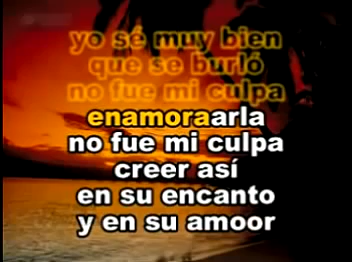 yo sé muy bien
que se burló
no fue mi culpa
enamoraarla
no fue mi culpa
creer así
en su encanto
y en su amoor